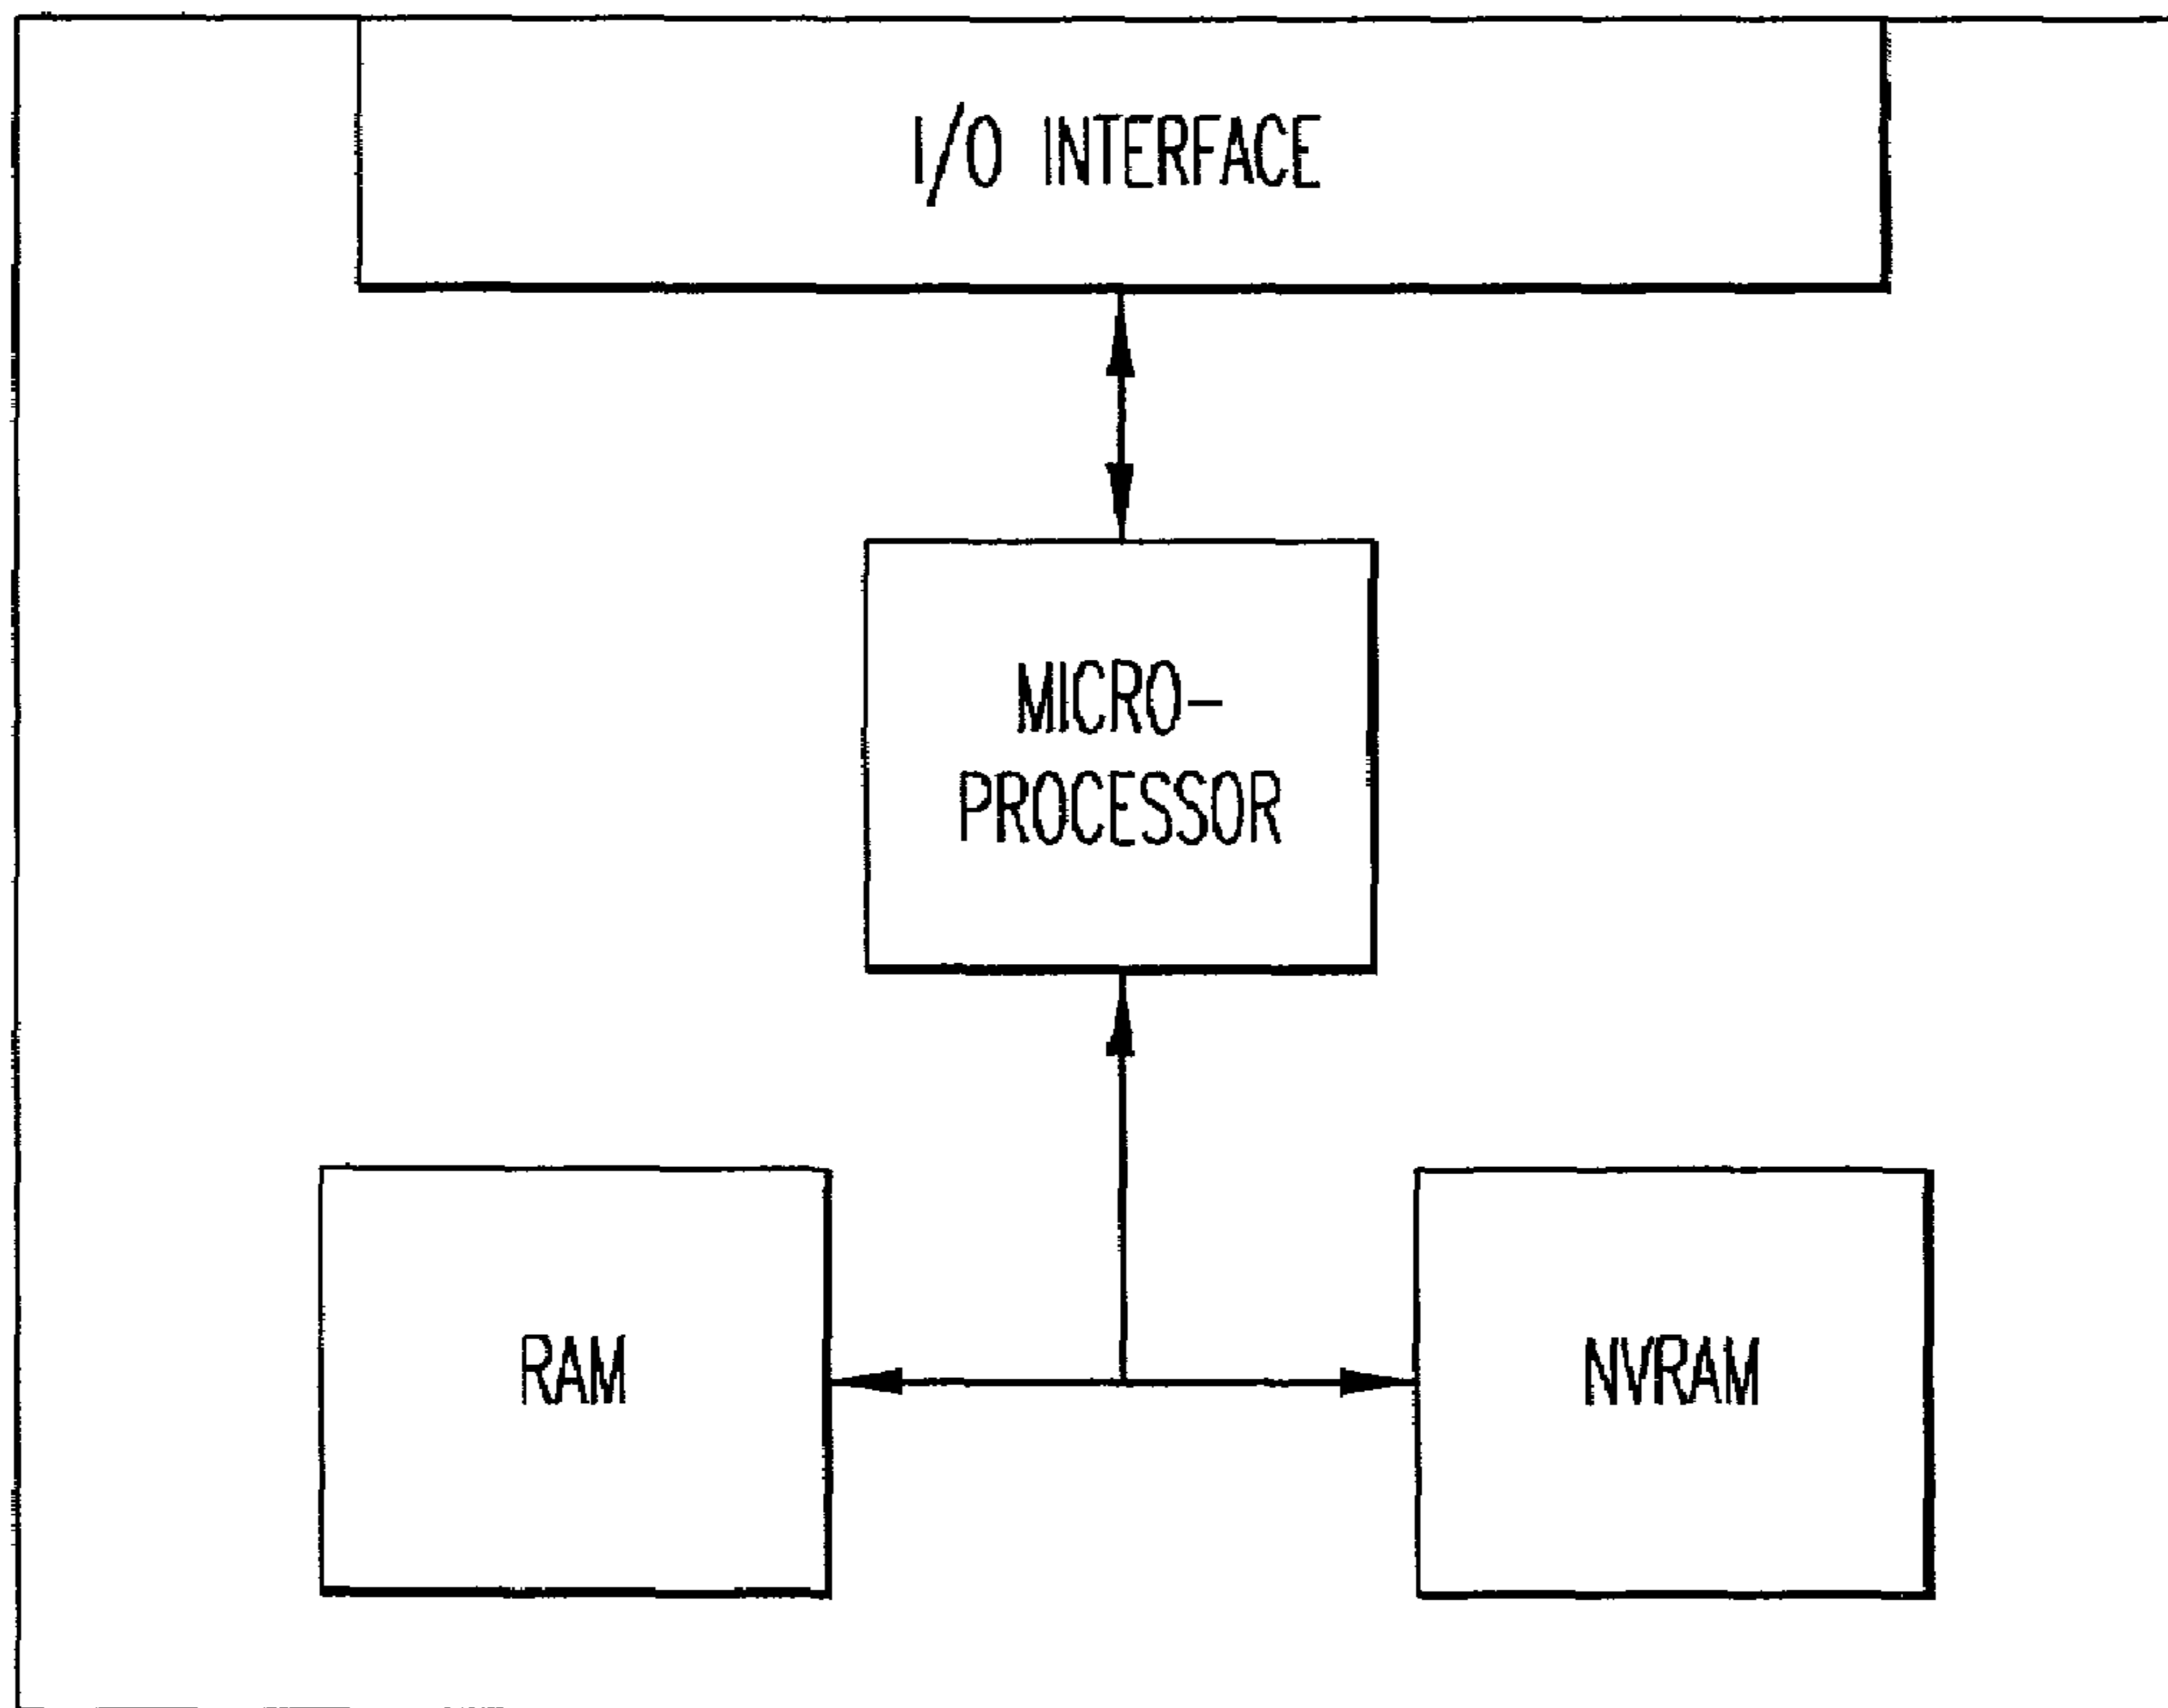 I/O INTERFACE
MICRO-
PROCESSOR
RAM
NVRAM